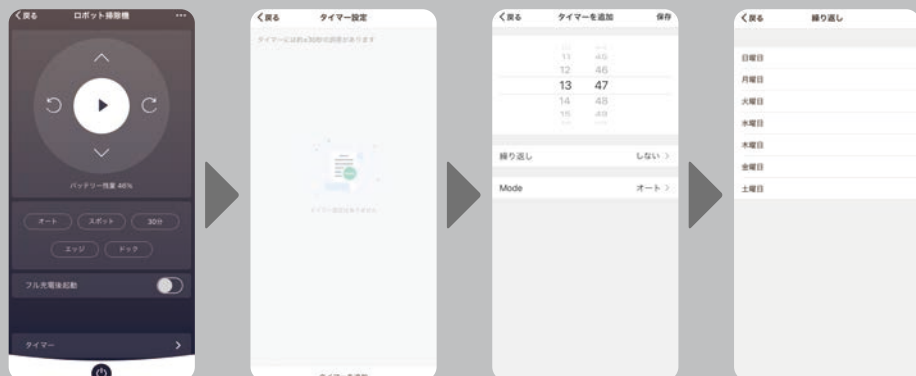 戻る ロボット掃除機 ...
バッテリー残量 46%
オート スポット 30分
エッジ ドック
フル充電後起動
タイマー
戻る タイマー設定
タイマーには約±30秒の誤差があります
タイマー追加
戻る タイマーを追加 保存
11 45
12 46
13 47
14 48
15 49
繰り返し しない
Mode オート
戻る 繰り返し
日曜日
月曜日
火曜日
水曜日
木曜日
金曜日
土曜日